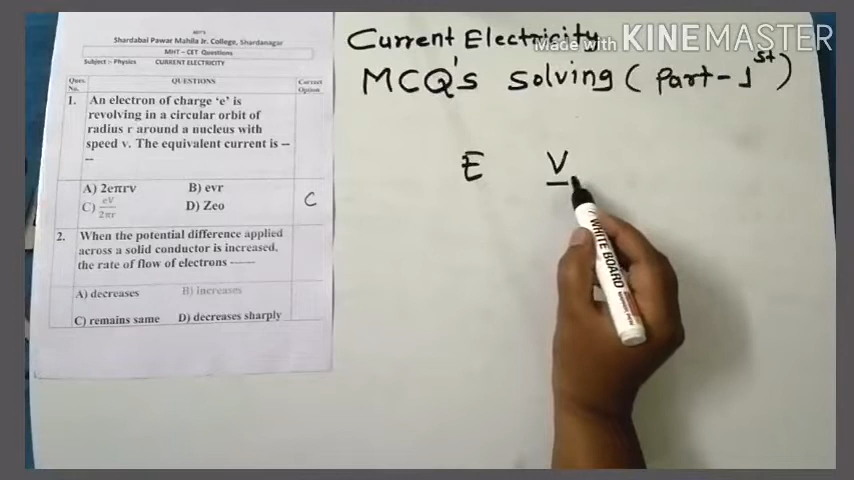 Shardabai Pawar Mahila Jr. College, Shardanagar
MHT - CET Questions
Subject :- Physics CURRENT ELECTRICITY
Ques. No. QUESTIONS Correct Option
1. An electron of charge ‘e’ is
revolving in a circular orbit of
radius r around a nucleus with
speed v. The equivalent current is –
–
A) 2eπrv B) evr
C) eV/2πr D) Zeo
C
2. When the potential difference applied
across a solid conductor is increased,
the rate of flow of electrons ——
A) decreases B) increases
C) remains same D) decreases sharply
Current Electricity
Made with KINEMASTER
MCQ's solving (Part-1st)
E V
WHITE BOARD